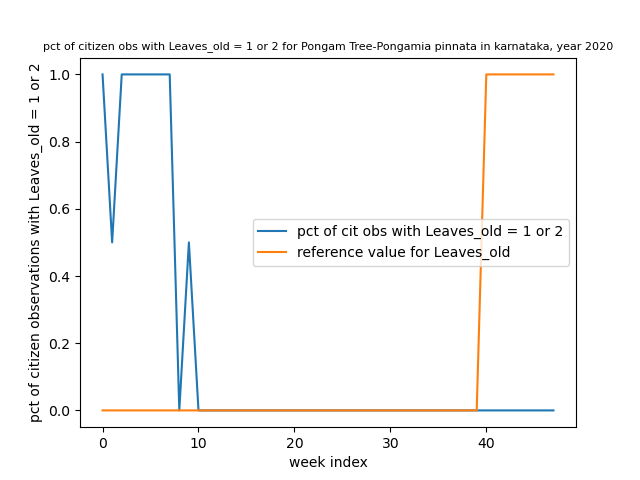 pct of citizen obs with Leaves_old = 1 or 2 for Pongam Tree-Pongamia pinnata in karnataka, year 2020
pct of citizen observations with Leaves_old = 1 or 2
1.0
0.8
0.6
0.4
0.2
0.0
pct of cit obs with Leaves_old = 1 or 2
reference value for Leaves_old
0 10 20 30 40
week index